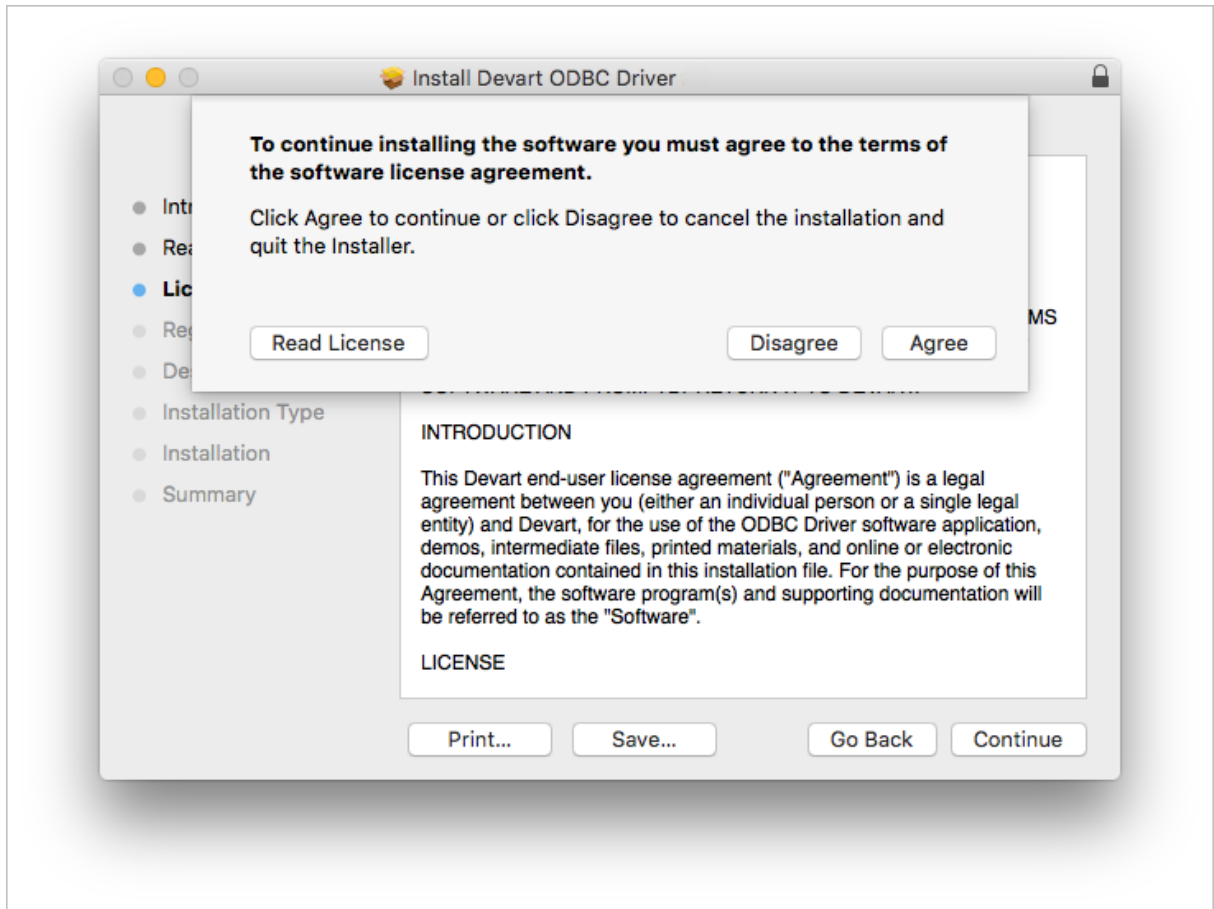 Install Devart ODBC Driver
To continue installing the software you must agree to the terms of
the software license agreement.
Click Agree to continue or click Disagree to cancel the installation and
quit the Installer.
Read License
Disagree
Agree
Lic
Installation Type
Installation
Summary
MS
INTRODUCTION
This Devart end-user license agreement ("Agreement") is a legal
agreement between you (either an individual person or a single legal
entity) and Devart, for the use of the ODBC Driver software application,
demos, intermediate files, printed materials, and online or electronic
documentation contained in this installation file. For the purpose of this
Agreement, the software program(s) and supporting documentation will
be referred to as the "Software".
LICENSE
Print...
Save...
Go Back
Continue